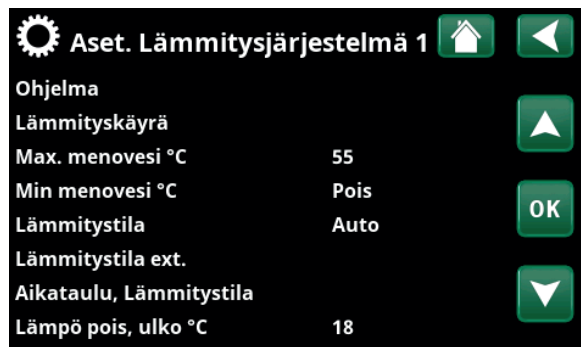 Aset. Lämmitysjärjestelmä 1
Ohjelma
Lämmityskäyrä
Max. menovesi °C 55
Min menovesi °C Pois
Lämmitystila Auto
OK
Lämmitystila ext.
Aikataulu, Lämmitystila
Lämpö pois, ulko °C 18